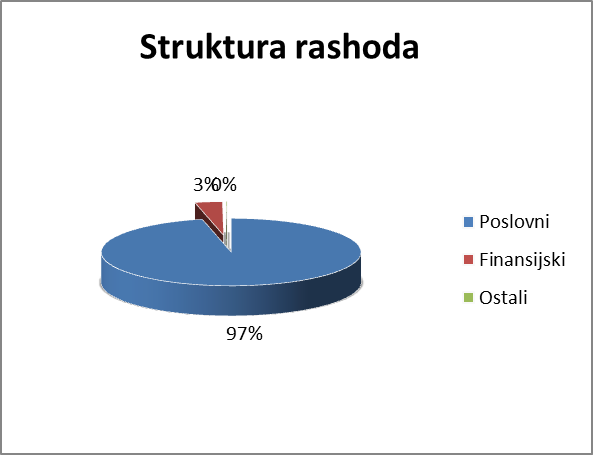 Struktura rashoda
3% 0%
Poslovni
Finansijski
Ostali
97%